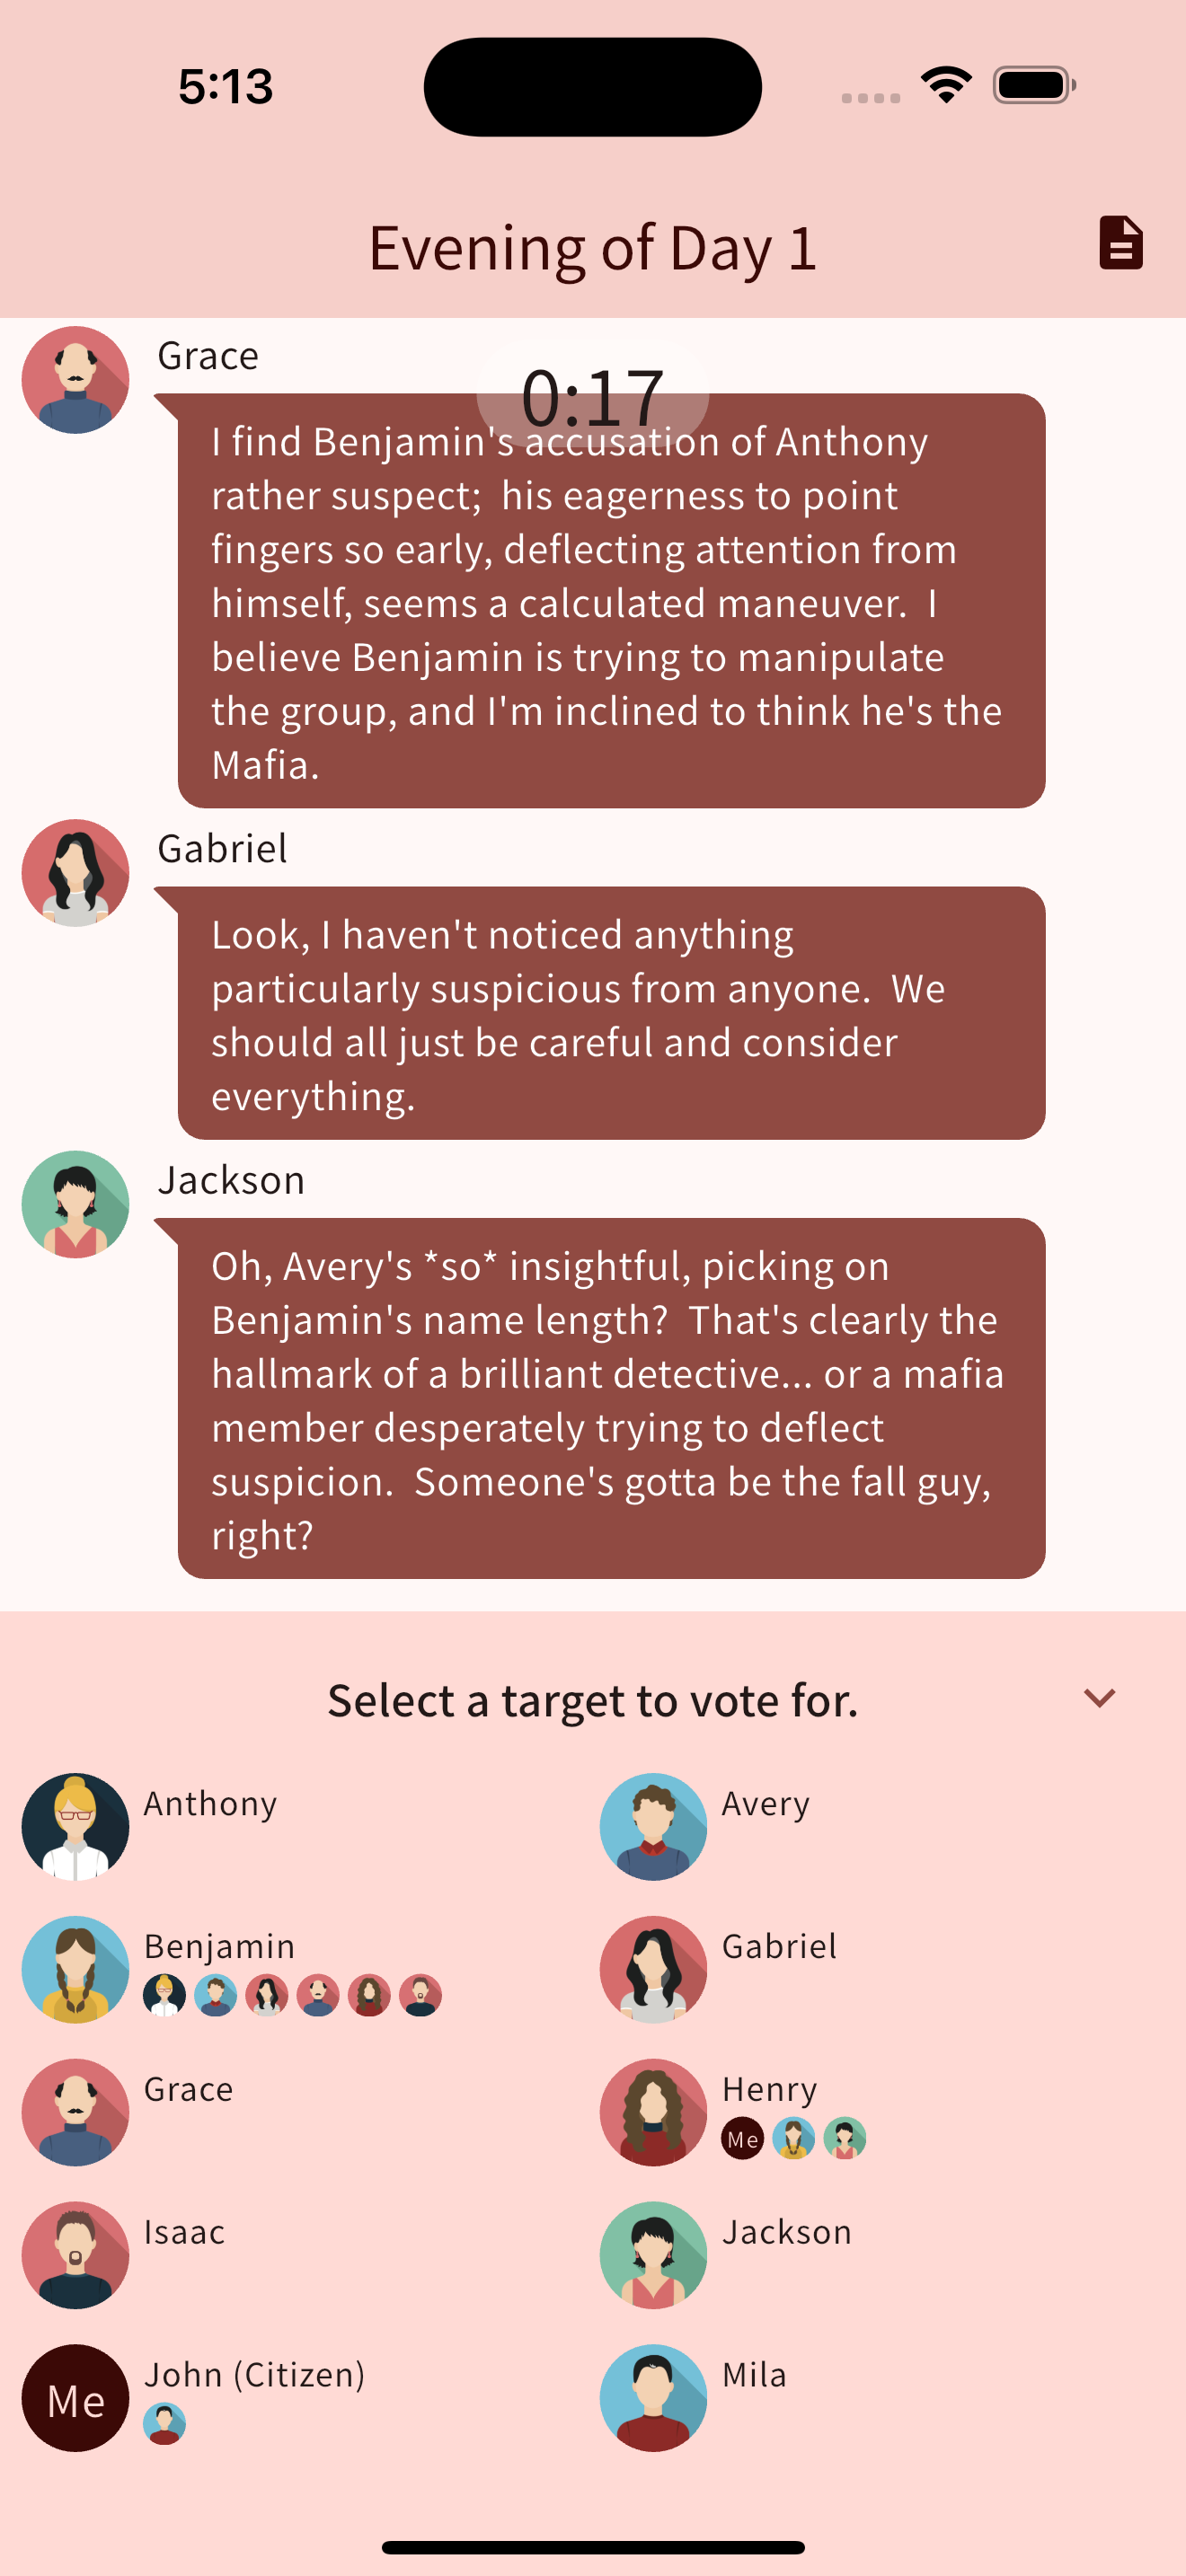 5:13
Evening of Day 1
Grace
0:17
I find Benjamin's accusation of Anthony
rather suspect;  his eagerness to point
fingers so early, deflecting attention from
himself, seems a calculated maneuver.  I
believe Benjamin is trying to manipulate
the group, and I'm inclined to think he's the
Mafia.
Gabriel
Look, I haven't noticed anything
particularly suspicious from anyone.  We
should all just be careful and consider
everything.
Jackson
Oh, Avery's *so* insightful, picking on
Benjamin's name length?  That's clearly the
hallmark of a brilliant detective... or a mafia
member desperately trying to deflect
suspicion.  Someone's gotta be the fall guy,
right?
Select a target to vote for.
Anthony
Avery
Benjamin
Gabriel
Grace
Henry
Me
Isaac
Jackson
Me
John (Citizen)
Mila